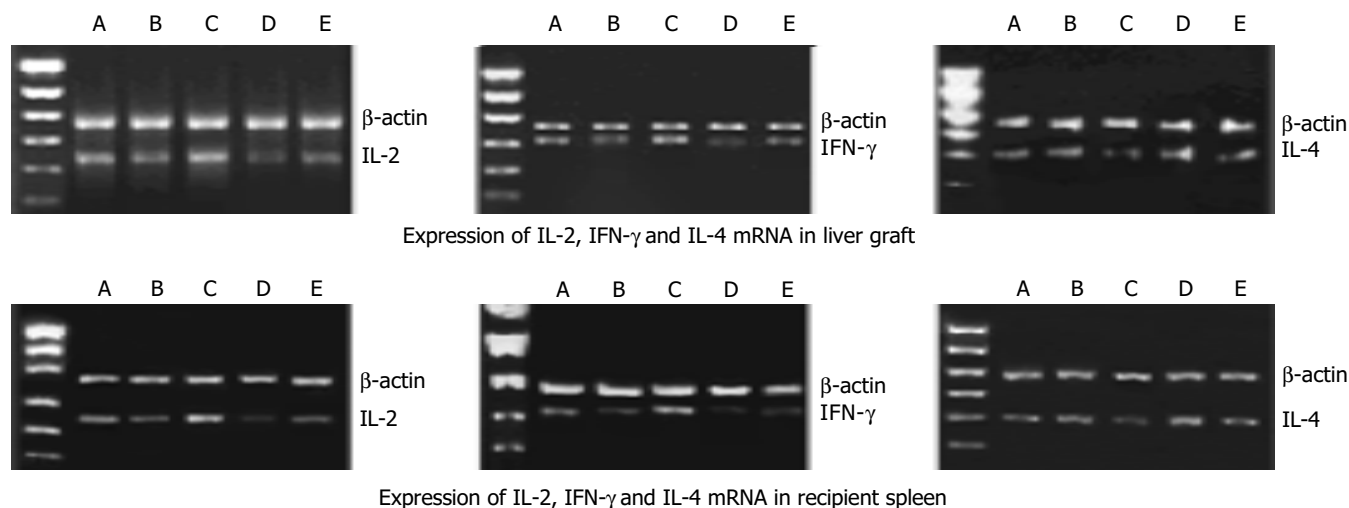 A B C D E A B C D E A B C D E
β-actin β-actin β-actin
IL-2 IFN-γ IL-4
Expression of IL-2, IFN-γ and IL-4 mRNA in liver graft
A B C D E A B C D E A B C D E
β-actin β-actin β-actin
IL-2 IFN-γ IL-4
Expression of IL-2, IFN-γ and IL-4 mRNA in recipient spleen